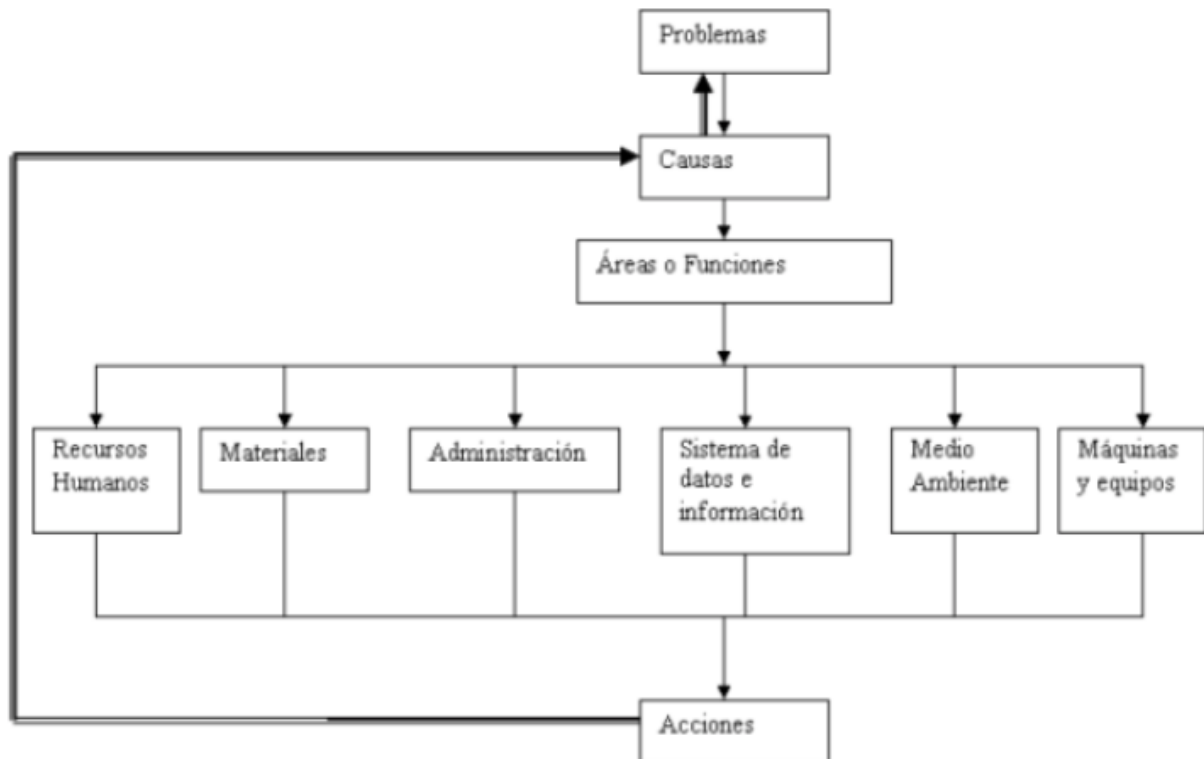 Problemas
Causas
Áreas o Funciones
Recursos
Humanos
Materiales
Administración
Sistema de
datos e
información
Medio
Ambiente
Máquinas
y equipos
Acciones